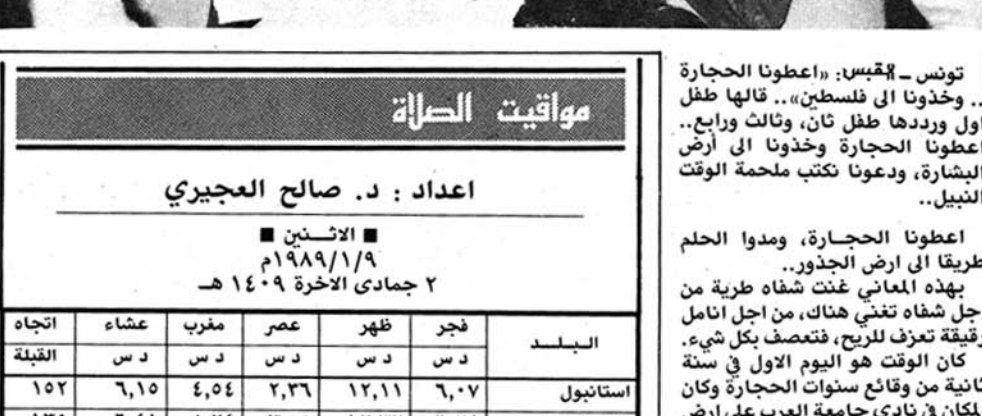 تونس ـ القبس: «اعطونا الحجارة
.. وخذونا الى فلسطين».. قالها طفل
اول ورددها طفل ثان، وثالث ورابع..
اعطونا الحجارة وخذونا الى أرض
البشارة، ودعونا نكتب ملحمة الوقت
النبيل..
اعطونا الحجـارة، ومدوا الحلم
طريقا الى ارض الجذور..
بهذه المعاني غنت شفاه طرية من
اجل شفاه تغني هناك، من اجل انامل
رقيقة تعزف للريح، فتعصف بكل شيء.
كان الوقت هو اليوم الاول في سنة
ثانية من وقائع سنوات الحجارة وكان
المكان في نادي جامعة العرب على ارض
مواقيت الصلاة
اعداد : د. صالح العجيري
■ الاثـــنين ■
١٩٨٩/١/٩م
٢ جمادى الاخرة ١٤٠٩ هـ
البـلـــد فجر ظهر عصر مغرب عشاء اتجاه
د س د س د س د س د س القبلة
استانبول ٦,٠٧ ١٢,١١ ٢,٣٦ ٤,٥٤ ٦,١٥ ١٥٢